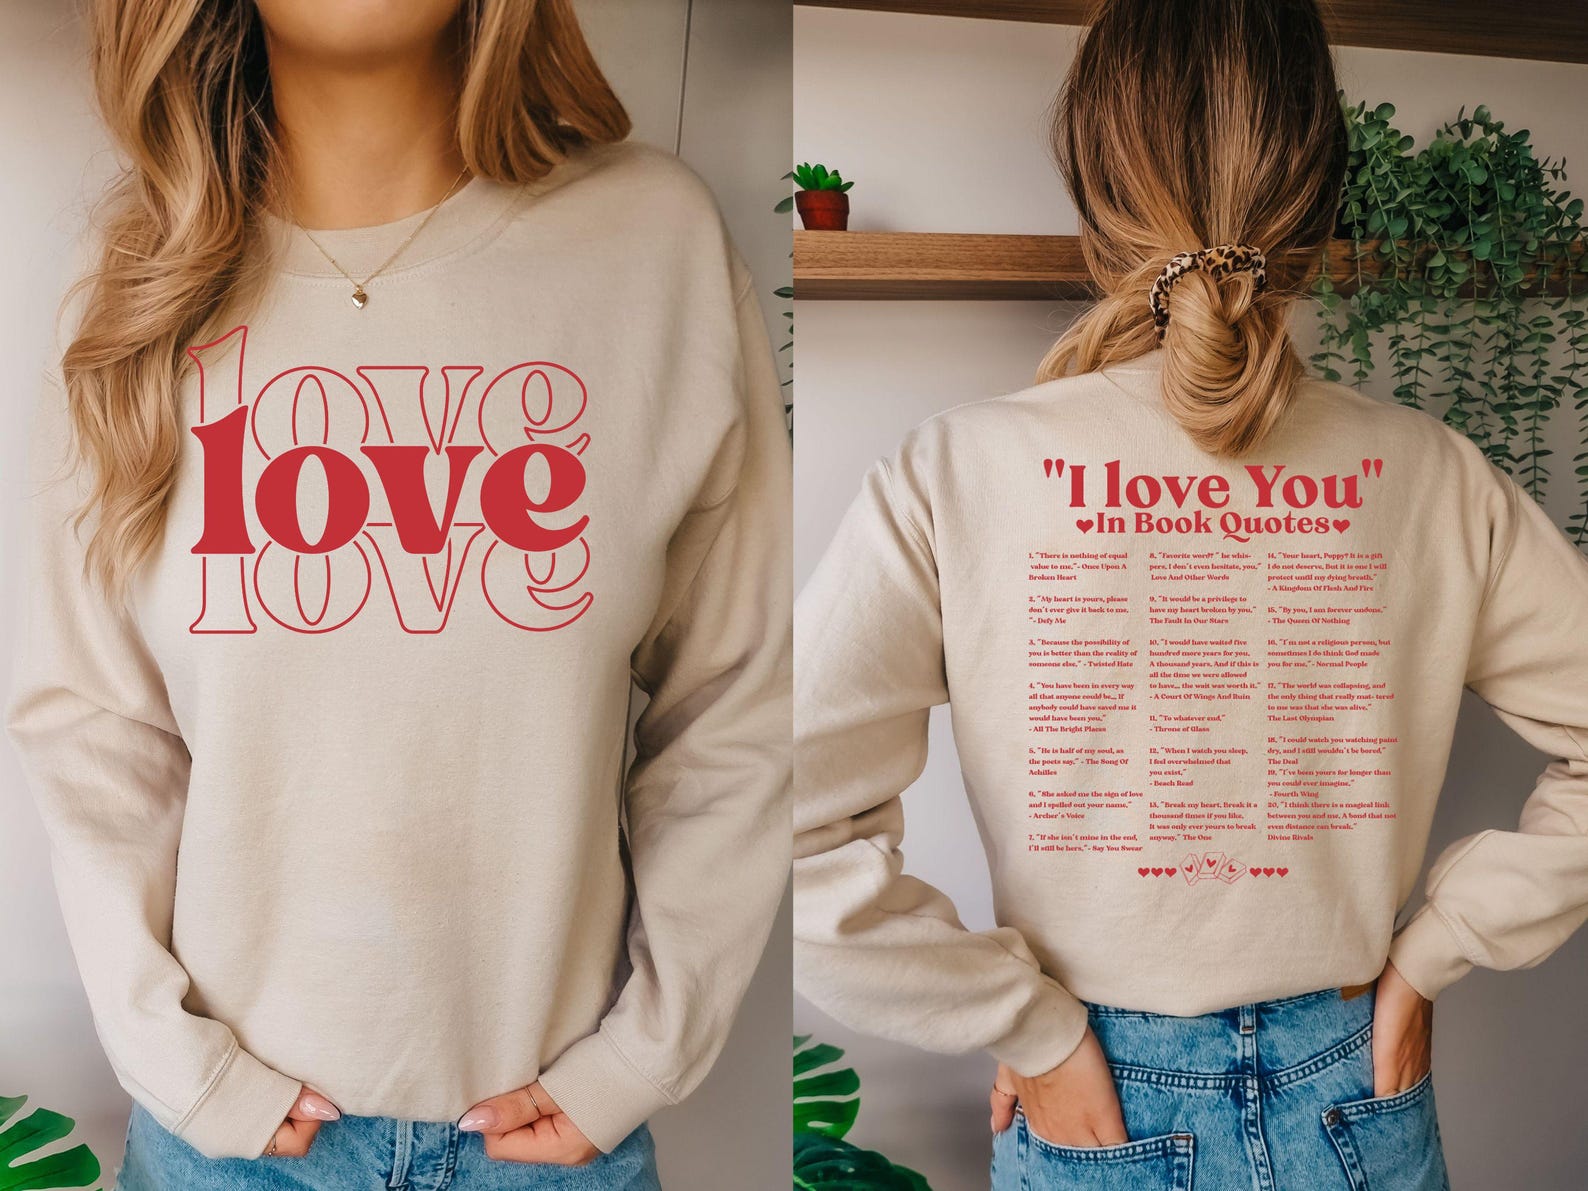 love
love
love
"I love You"
❤In Book Quotes❤
1. "There is nothing of equal
value to me."- Once Upon A
Broken Heart
2. "My heart is yours, please
don't ever give it back to me.
"- Defy Me
3. "Because the possibility of
you is better than the reality of
someone else." - Twisted Hate
4. "You have been in every way
all that anyone could be... If
anybody could have saved me it
would have been you."
- All The Bright Places
5. "He is half of my soul, as
the poets say." - The Song Of
Achilles
6. "She asked me the sign of love
and I spelled out your name."
- Archer's Voice
7. "If she isn't mine in the end,
I'll still be hers."- Say You Swear
8. "Favorite word? " he whis-
pers, I don't even hesitate, you."
Love And Other Words
9. "It would be a privilege to
have my heart broken by you."
The Fault In Our Stars
10. "I would have waited five
hundred more years for you,
A thousand years, And if this is
all the time we were allowed
to have... the wait was worth it."
- A Court Of Wings And Ruin
11. "To whatever end."
- Throne of Glass
12. "When I watch you sleep,
I feel overwhelmed that
you exist."
- Beach Read
13. "Break my heart, Break it a
thousand times if you like,
It was only ever yours to break
anyway." The One
14. "Your heart, Poppy? It is a gift
I do not deserve, But it is one I will
protect until my dying breath."
- A Kingdom Of Flesh And Fire
15. "By you, I am forever undone."
- The Queen Of Nothing
16. "I'm not a religious person, but
sometimes I do think God made
you for me."- Normal People
17. "The world was collapsing, and
the only thing that really mat- tered
to me was that she was alive."
The Last Olympian
18. "I could watch you watching paint
dry, and I still wouldn't be bored."
The Deal
19. "I've been yours for longer than
you could ever imagine."
- Fourth Wing
20. "I think there is a magical link
between you and me, A bond that not
even distance can break."
Divine Rivals